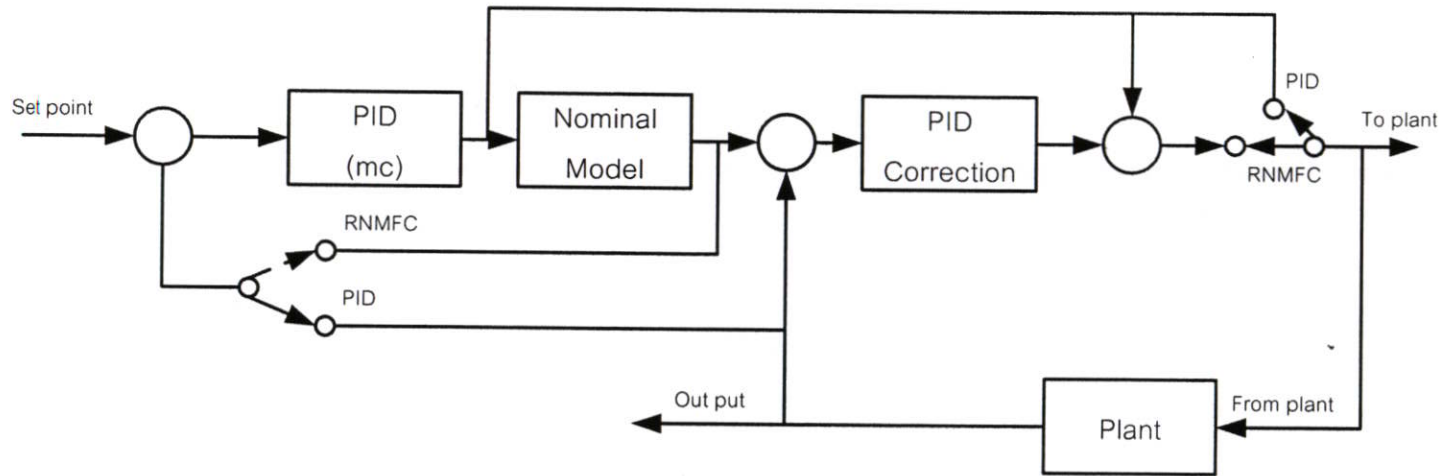 Set point
PID
(mc)
Nominal
Model
PID
Correction
PID
To plant
RNMFC
RNMFC
PID
Out put
Plant
From plant